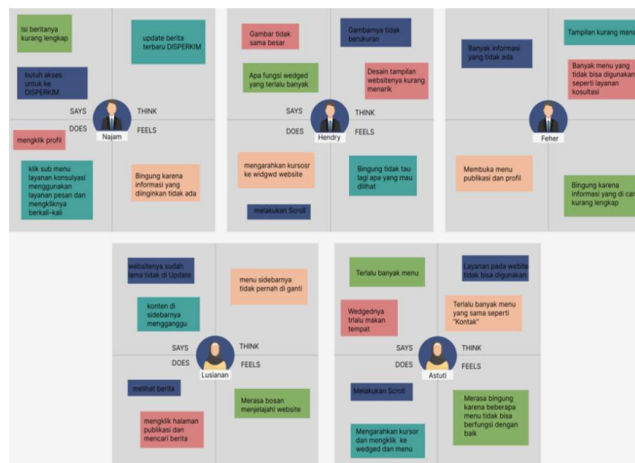 Isi beritanya
kurang lengkap
update berita
terbaru DISPERKIM
butuh akses
untuk ke
DISPERKIM
SAYS
THINK
DOES
FEELS
Najam
mengklik profil
klik sub menu
layanan konsulyasi
menggunakan
layanan pesan dan
mengkliknya
berkali-kali
Bingung karena
informasi yang
diinginkan tidak ada
Gambar tidak
sama besar
Gambarnya tidak
berukuran
Apa fungsi wedged
yang terlalu banyak
Desain tampilan
websitenya kurang
menarik
SAYS
THINK
DOES
FEELS
Hendry
mengarahkan kursosr
ke widgwd website
Bingung tidak tau
lagi apa yang mau
dilihat
melakukan Scroll
Banyak informasi
yang tidak ada
Tampilan kurang mena
Banyak menu yang
tidak bisa digunakan
seperti layanan
kosultasi
SAYS
THINK
DOES
FEELS
Feher
Membuka menu
publikasi dan profil
Bingung karena
informasi yang di car
kurang lengkap
websitenya sudah
lama tidak di Update
menu sidebarnya
tidak pernah di ganti
konten di
sidebarnya
mengganggu
SAYS
THINK
DOES
FEELS
Lusianan
melihat berita
Merasa bosan
menjelajahi website
mengklik halaman
publikasi dan
mencari berita
Terlalu banyak menu
Layanan pada webite
tidak bisa digunakan
Wedgednya
trlalu makan
tempat
Terlalu banyak menu
yang sama seperti
"Kontak"
SAYS
THINK
DOES
FEELS
Astuti
Melakukan Scroll
Merasa bingung
karena beberapa
menu tidak bisa
berfungsi dengan
baik
Mengarahkan kursor
dan mengklik ke
wedged dan menu